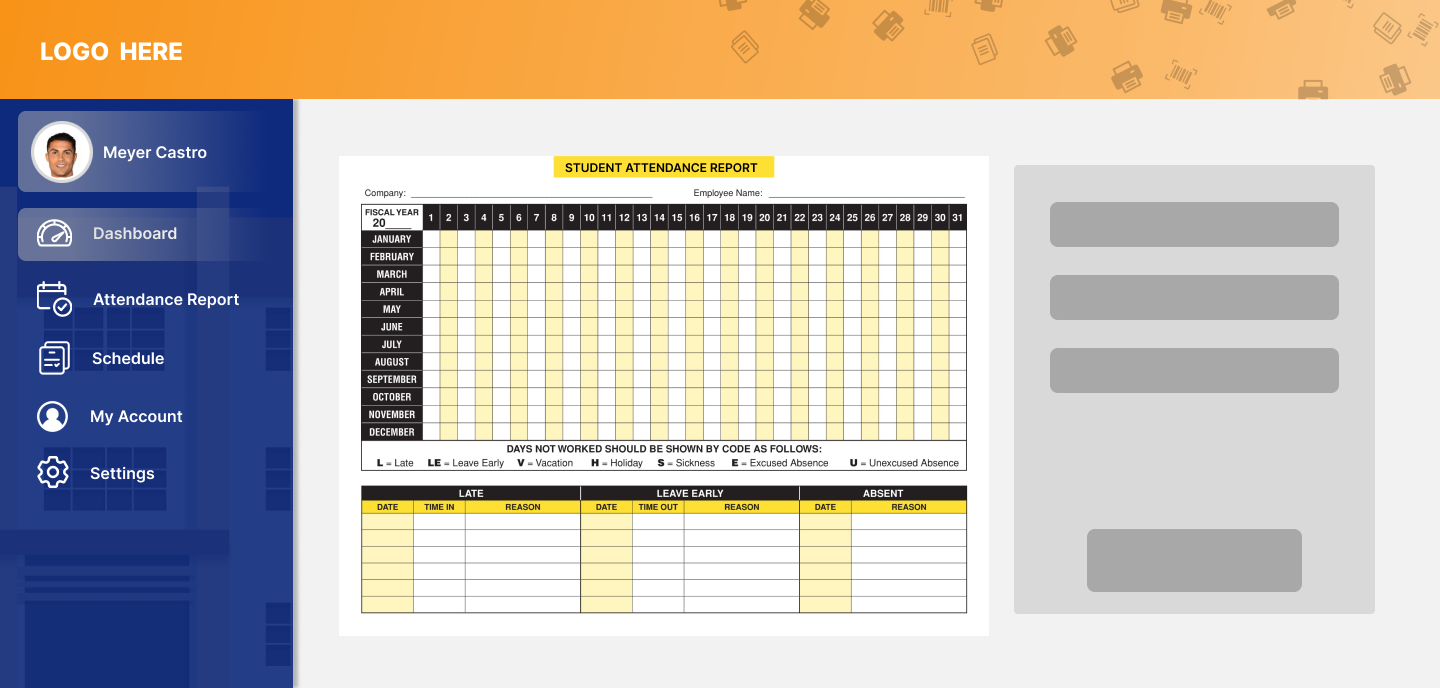 LOGO HERE
Meyer Castro
Dashboard
Attendance Report
Schedule
My Account
Settings
STUDENT ATTENDANCE REPORT
Company: Employee Name:
FISCAL YEAR
20____ 1 2 3 4 5 6 7 8 9 10 11 12 13 14 15 16 17 18 19 20 21 22 23 24 25 26 27 28 29 30 31
JANUARY
FEBRUARY
MARCH
APRIL
MAY
JUNE
JULY
AUGUST
SEPTEMBER
OCTOBER
NOVEMBER
DECEMBER
DAYS NOT WORKED SHOULD BE SHOWN BY CODE AS FOLLOWS:
L = Late LE = Leave Early V = Vacation H = Holiday S = Sickness E = Excused Absence U = Unexcused Absence
LATE LEAVE EARLY ABSENT
DATE TIME IN REASON DATE TIME OUT REASON DATE REASON